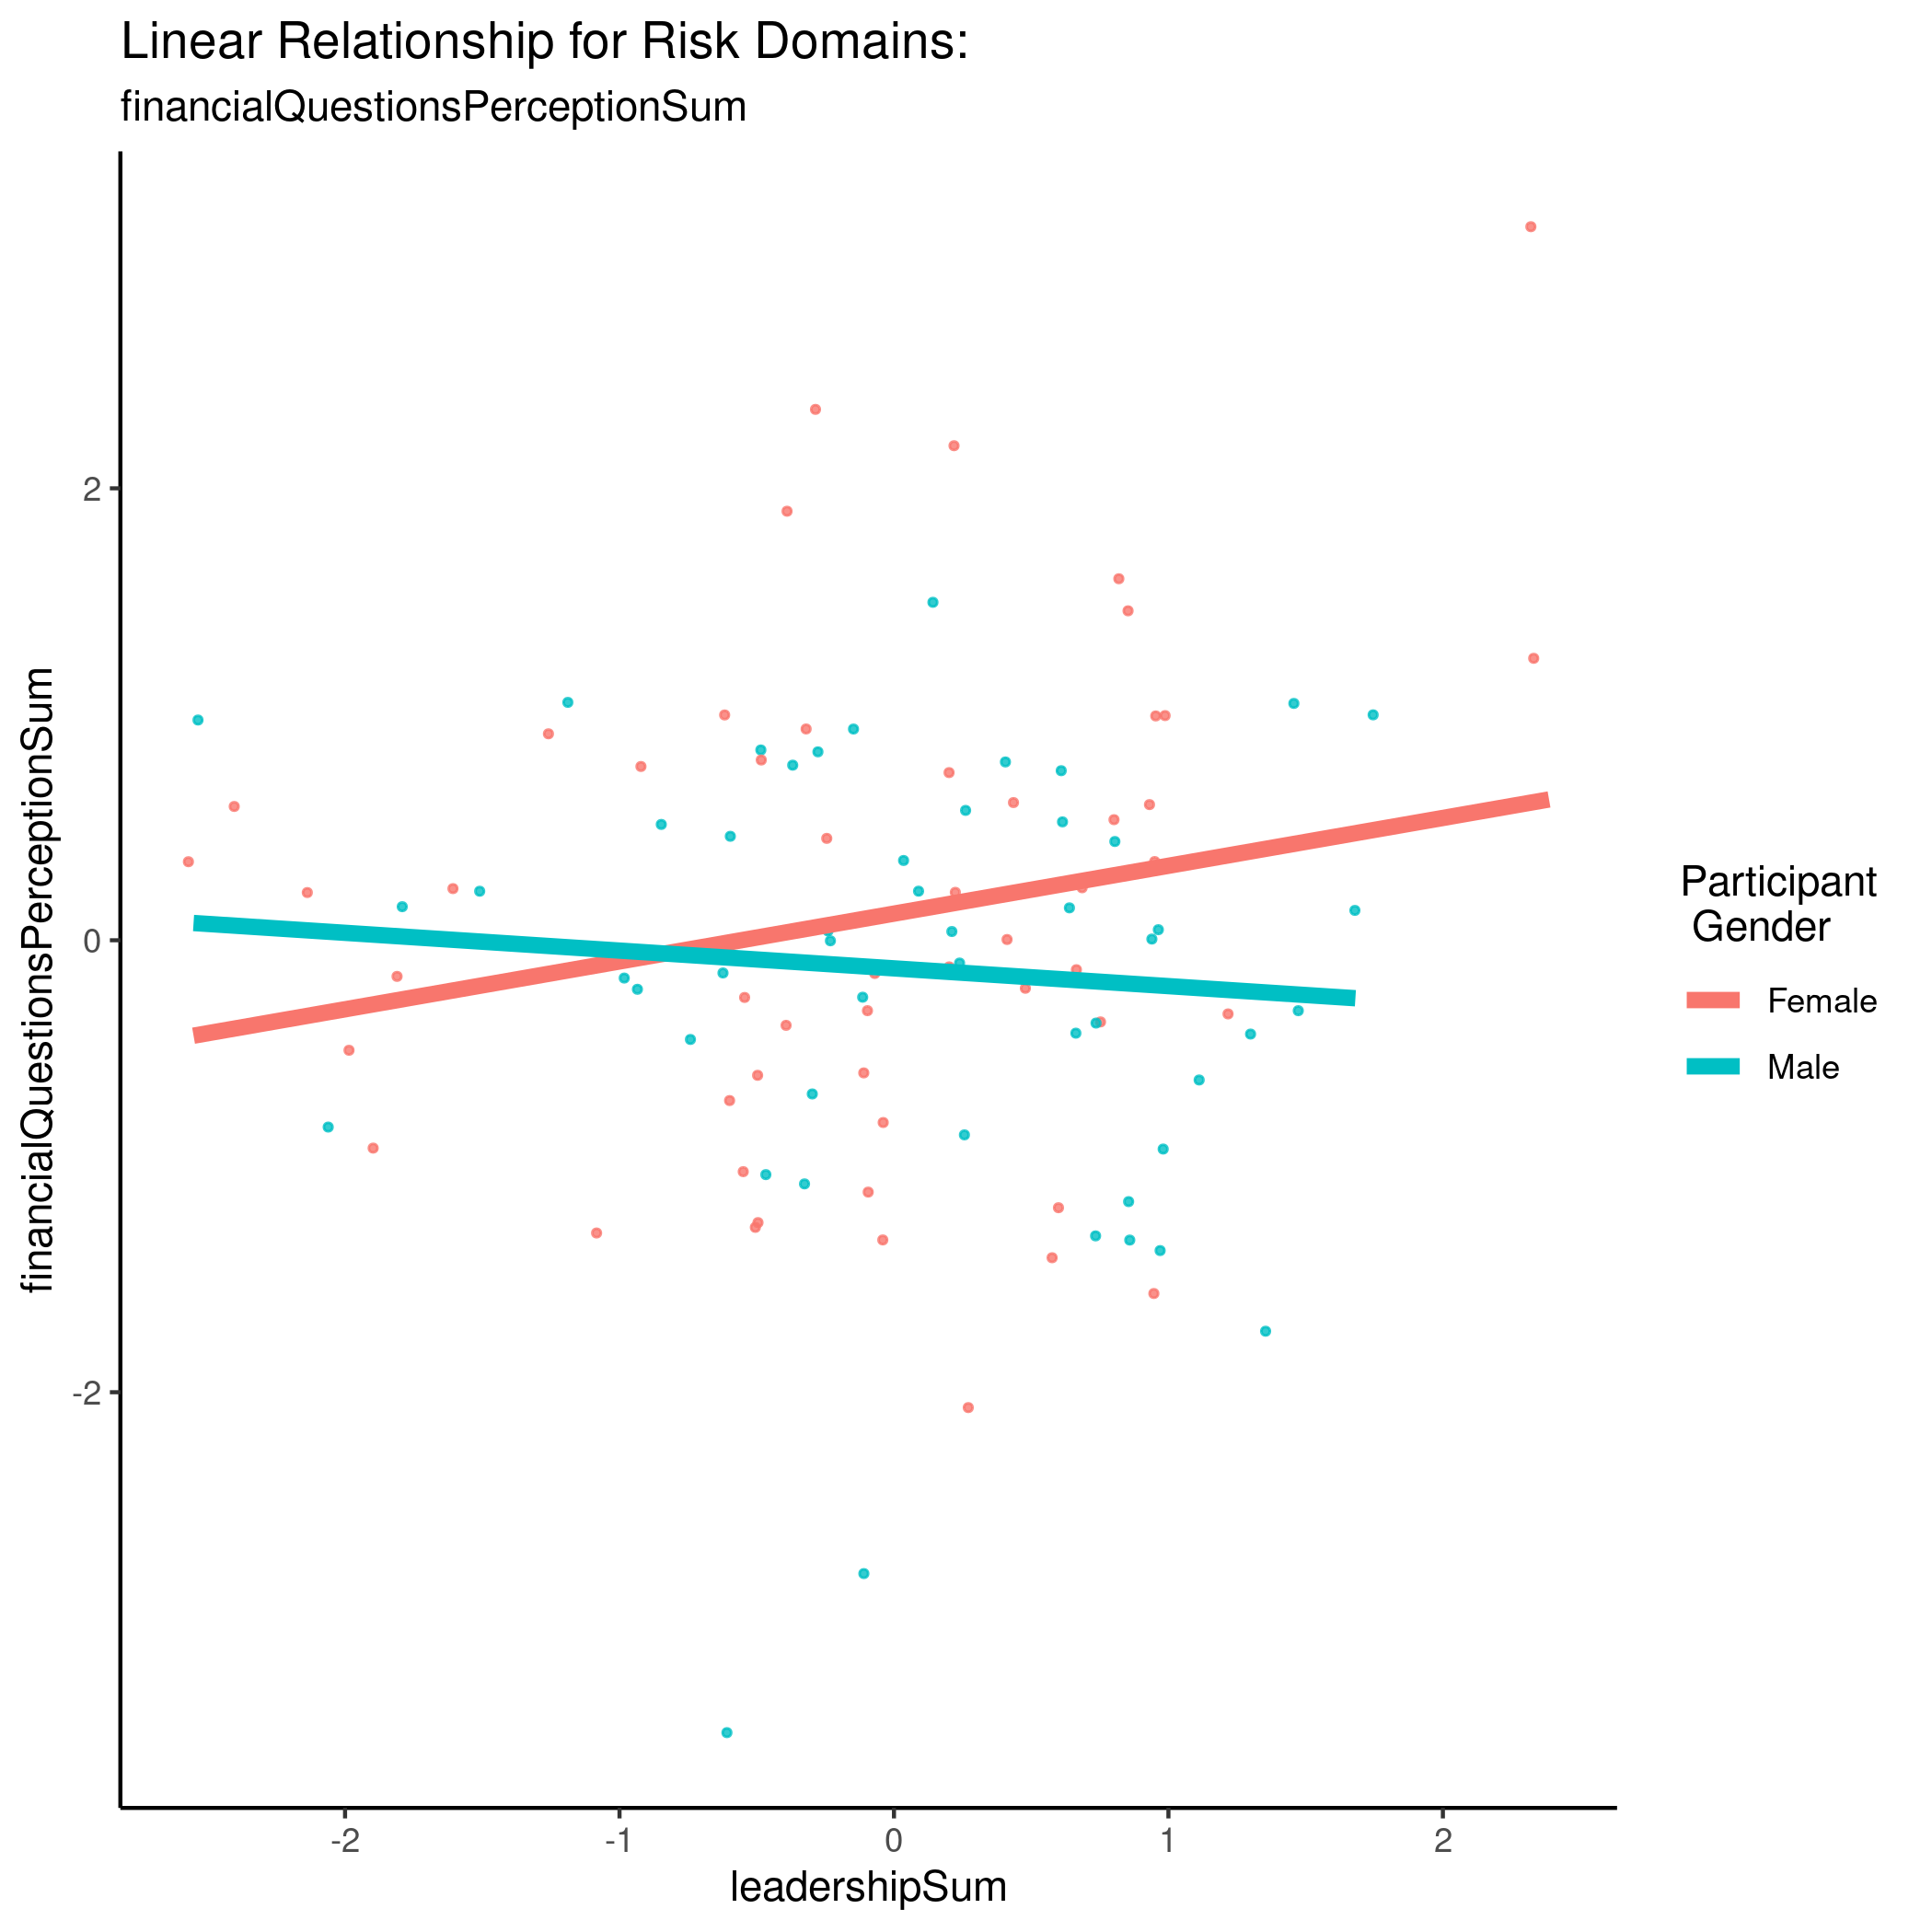 Linear Relationship for Risk Domains:
financialQuestionsPerceptionSum
financialQuestionsPerceptionSum
2
0
-2
-2
-1
0
1
2
leadershipSum
Participant
Gender
Female
Male